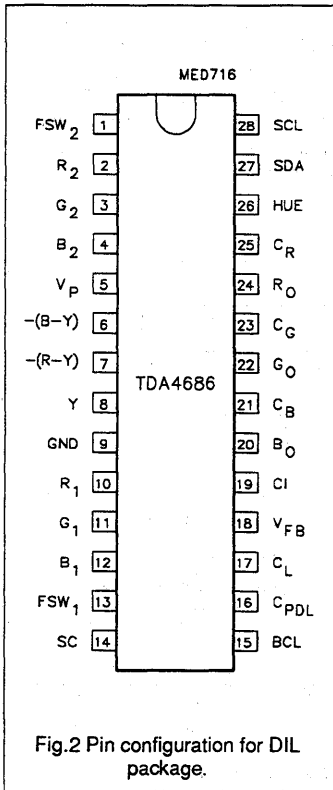 MED716
FSW2 1 28 SCL
R2 2 27 SDA
G2 3 26 HUE
B2 4 25 CR
VP 5 24 RO
−(B−Y) 6 23 CG
−(R−Y) 7 22 GO
TDA4686
Y 8 21 CB
GND 9 20 BO
R1 10 19 CI
G1 11 18 VFB
B1 12 17 CL
FSW1 13 16 CPDL
SC 14 15 BCL
Fig.2 Pin configuration for DIL
package.